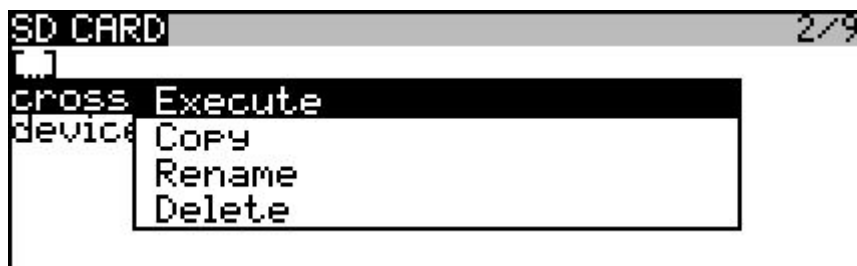 SD CARD 2/9
[..]
cross Execute
device Copy
Rename
Delete